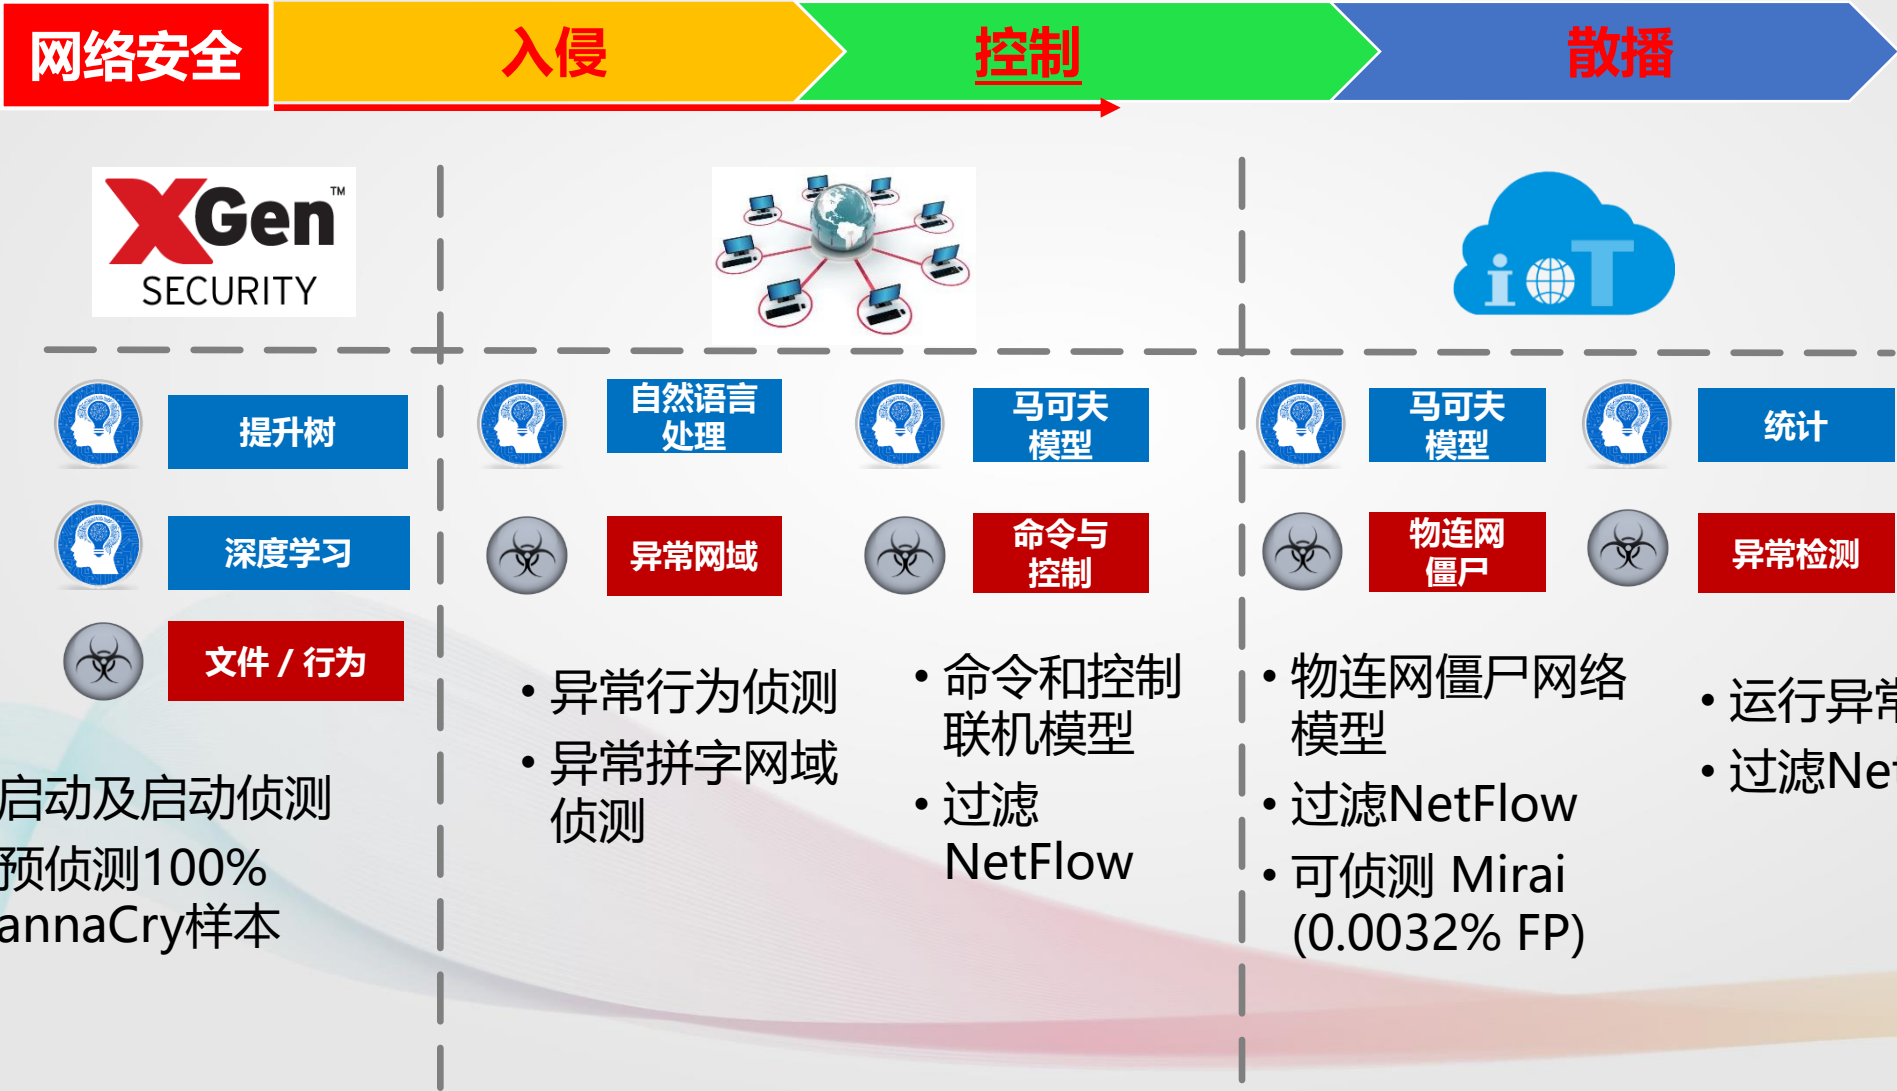 网络安全
入侵
控制
散播
XGen™
SECURITY
iOT
提升树
深度学习
文件 / 行为
启动及启动侦测
预侦测100%
annaCry样本
自然语言
处理
异常网域
• 异常行为侦测
• 异常拼字网域
侦测
马可夫
模型
命令与
控制
• 命令和控制
联机模型
• 过滤
NetFlow
马可夫
模型
物连网
僵尸
• 物连网僵尸网络
模型
• 过滤NetFlow
• 可侦测 Mirai
(0.0032% FP)
统计
异常检测
• 运行异常
• 过滤Net